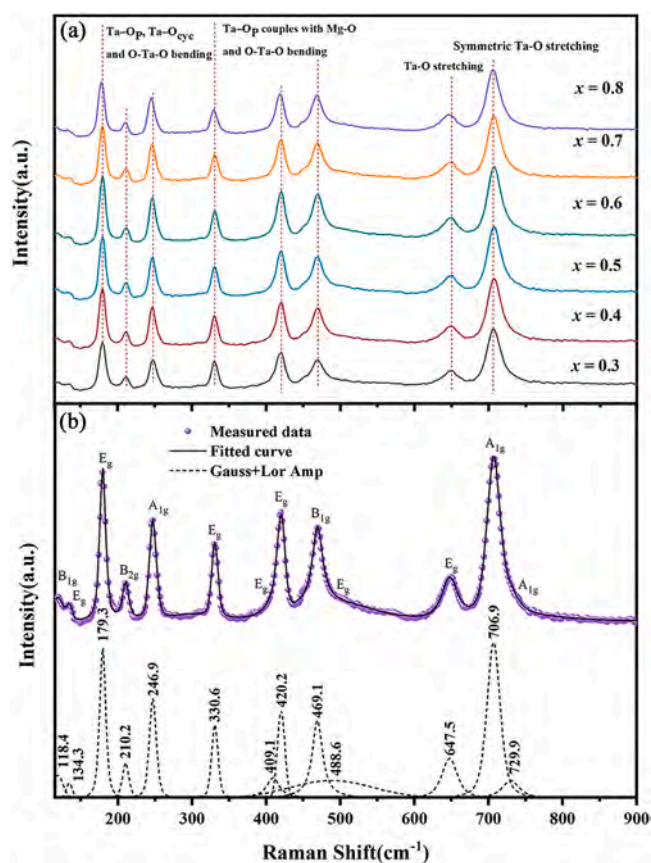 (a)
Ta–OP, Ta–Ocyc
and O-Ta-O bending
Ta–OP couples with Mg-O
and O-Ta-O bending
Ta-O stretching
Symmetric Ta-O stretching
x = 0.8
x = 0.7
x = 0.6
x = 0.5
x = 0.4
x = 0.3
Intensity(a.u.)
(b)
Measured data
Fitted curve
Gauss+Lor Amp
B1g
Eg
Eg
B2g
A1g
Eg
Eg
Eg
B1g
Eg
Eg
A1g
A1g
118.4
134.3
179.3
210.2
246.9
330.6
409.1
420.2
469.1
488.6
647.5
706.9
729.9
Intensity(a.u.)
200 300 400 500 600 700 800 900
Raman Shift(cm-1)